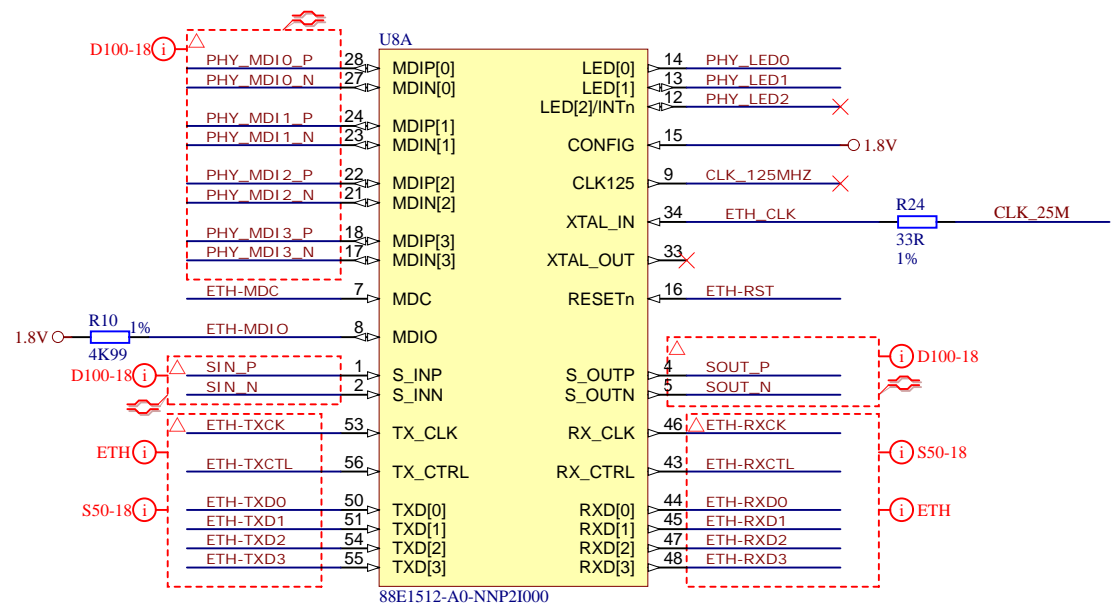 U8A
D100-18 i
PHY_MDI0_P 28 MDIP[0]
PHY_MDI0_N 27 MDIN[0]
PHY_MDI1_P 24 MDIP[1]
PHY_MDI1_N 23 MDIN[1]
PHY_MDI2_P 22 MDIP[2]
PHY_MDI2_N 21 MDIN[2]
PHY_MDI3_P 18 MDIP[3]
PHY_MDI3_N 17 MDIN[3]
ETH-MDC 7 MDC
R10
1.8V 1% ETH-MDIO 8 MDIO
4K99
D100-18 i
SIN_P 1 S_INP
SIN_N 2 S_INN
ETH-TXCK 53 TX_CLK
ETH i
ETH-TXCTL 56 TX_CTRL
S50-18 i
ETH-TXD0 50 TXD[0]
ETH-TXD1 51 TXD[1]
ETH-TXD2 54 TXD[2]
ETH-TXD3 55 TXD[3]
LED[0] 14 PHY_LED0
LED[1] 13 PHY_LED1
LED[2]/INTn 12 PHY_LED2
CONFIG 15 1.8V
CLK125 9 CLK_125MHZ
XTAL_IN 34 ETH_CLK
R24
33R
1%
CLK_25M
XTAL_OUT 33
RESETn 16 ETH-RST
S_OUTP 4 SOUT_P
S_OUTN 5 SOUT_N
i D100-18
RX_CLK 46 ETH-RXCK
i S50-18
RX_CTRL 43 ETH-RXCTL
RXD[0] 44 ETH-RXD0
i ETH
RXD[1] 45 ETH-RXD1
RXD[2] 47 ETH-RXD2
RXD[3] 48 ETH-RXD3
88E1512-A0-NNP2I000